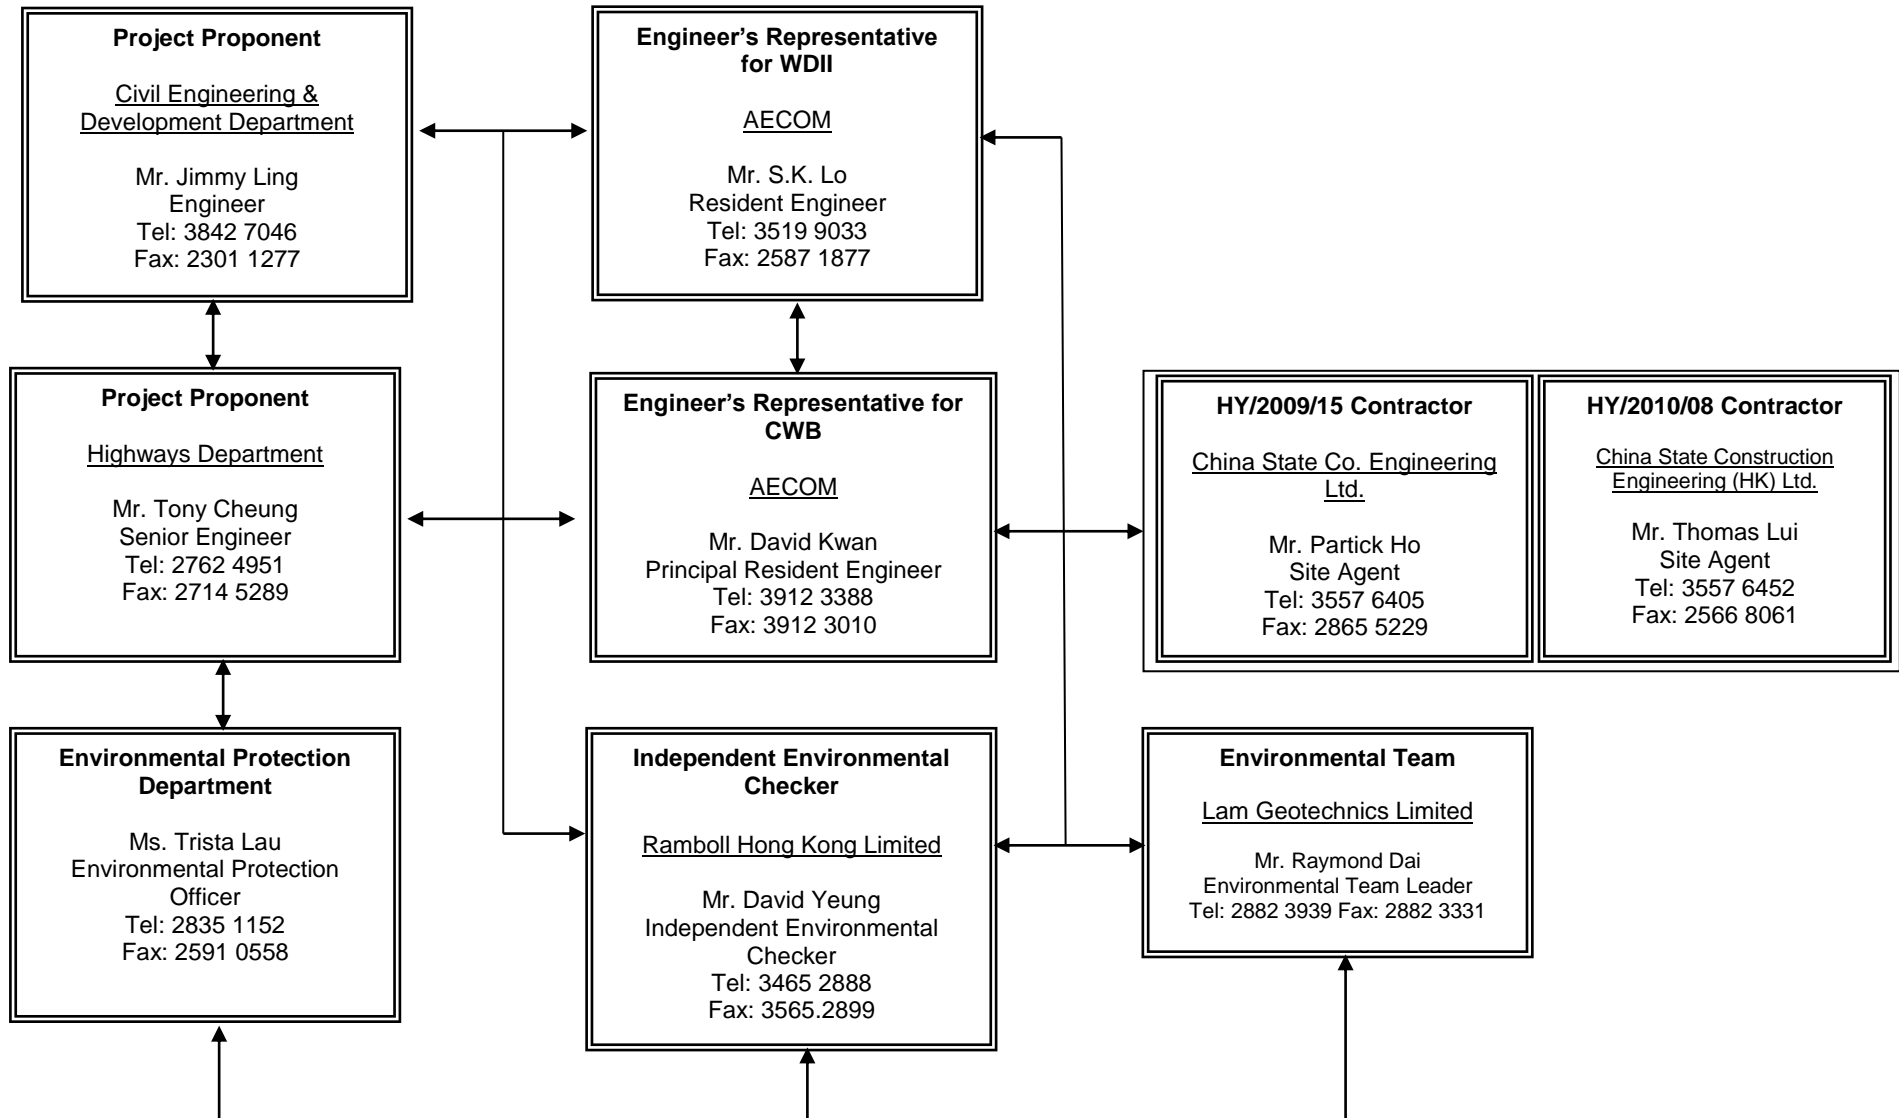 Project Proponent
Civil Engineering &
Development Department
Mr. Jimmy Ling
Engineer
Tel: 3842 7046
Fax: 2301 1277
Engineer's Representative
for WDII
AECOM
Mr. S.K. Lo
Resident Engineer
Tel: 3519 9033
Fax: 2587 1877
Project Proponent
Highways Department
Mr. Tony Cheung
Senior Engineer
Tel: 2762 4951
Fax: 2714 5289
Engineer's Representative for
CWB
AECOM
Mr. David Kwan
Principal Resident Engineer
Tel: 3912 3388
Fax: 3912 3010
HY/2009/15 Contractor
China State Co. Engineering
Ltd.
Mr. Partick Ho
Site Agent
Tel: 3557 6405
Fax: 2865 5229
HY/2010/08 Contractor
China State Construction
Engineering (HK) Ltd.
Mr. Thomas Lui
Site Agent
Tel: 3557 6452
Fax: 2566 8061
Environmental Protection
Department
Ms. Trista Lau
Environmental Protection
Officer
Tel: 2835 1152
Fax: 2591 0558
Independent Environmental
Checker
Ramboll Hong Kong Limited
Mr. David Yeung
Independent Environmental
Checker
Tel: 3465 2888
Fax: 3565.2899
Environmental Team
Lam Geotechnics Limited
Mr. Raymond Dai
Environmental Team Leader
Tel: 2882 3939 Fax: 2882 3331